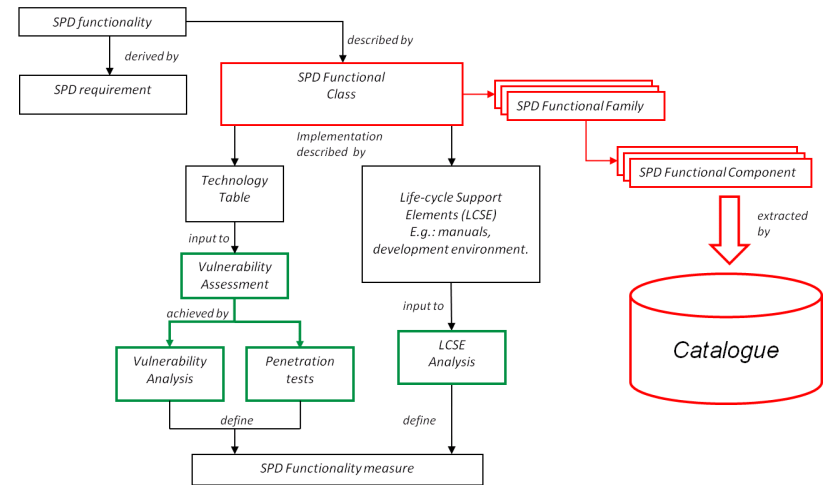 SPD functionality
described by
derived by
SPD requirement
SPD Functional
Class
SPD Functional Family
Implementation
described by
SPD Functional Component
Technology
Table
Life-cycle Support
Elements (LCSE)
E.g.: manuals,
development environment.
extracted
by
input to
Vulnerability
Assessment
achieved by
input to
Vulnerability
Analysis
Penetration
tests
LCSE
Analysis
Catalogue
define
define
SPD Functionality measure